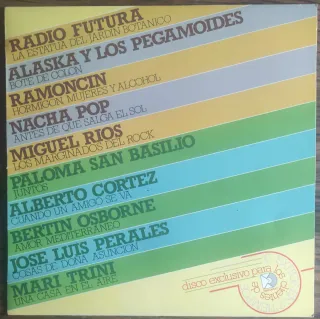 RADIO FUTURA
LA ESTATUA DEL JARDIN BOTANICO
ALASKA Y LOS PEGAMOIDES
BOTE DE COLON
RAMONCIN
HORMIGON, MUJERES Y ALCOHOL
NACHA POP
ANTES DE QUE SALGA EL SOL
MIGUEL RIOS
LOS MARGINADOS DEL ROCK
PALOMA SAN BASILIO
JUNTOS
ALBERTO CORTEZ
CUANDO UN AMIGO SE VA
BERTIN OSBORNE
AMOR MEDITERRANEO
JOSE LUIS PERALES
COSAS DE DOÑA ASUNCION
MARI TRINI
UNA CASA EN EL AIRE
disco exclusivo para los
clientes de